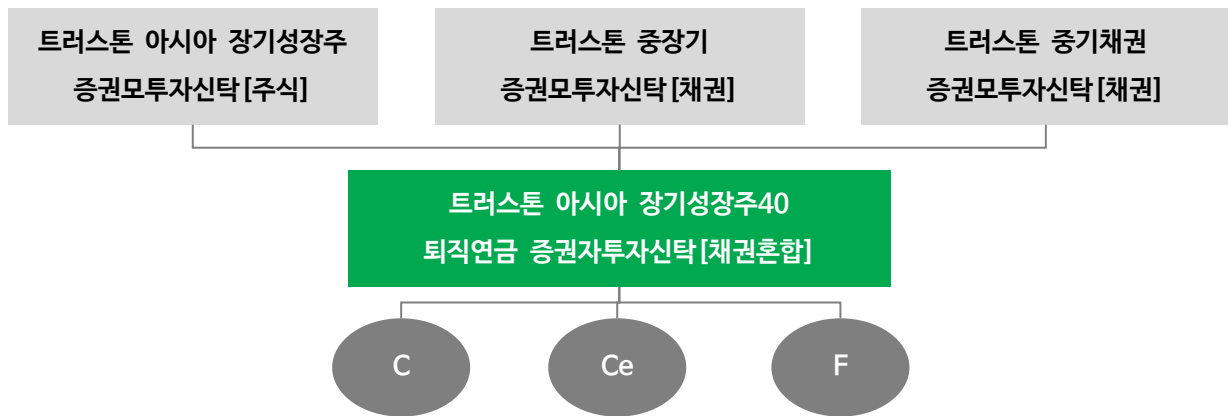 트러스톤 아시아 장기성장주
증권모투자신탁[주식]
트러스톤 중장기
증권모투자신탁[채권]
트러스톤 중기채권
증권모투자신탁[채권]
트러스톤 아시아 장기성장주40
퇴직연금 증권자투자신탁[채권혼합]
C
Ce
F